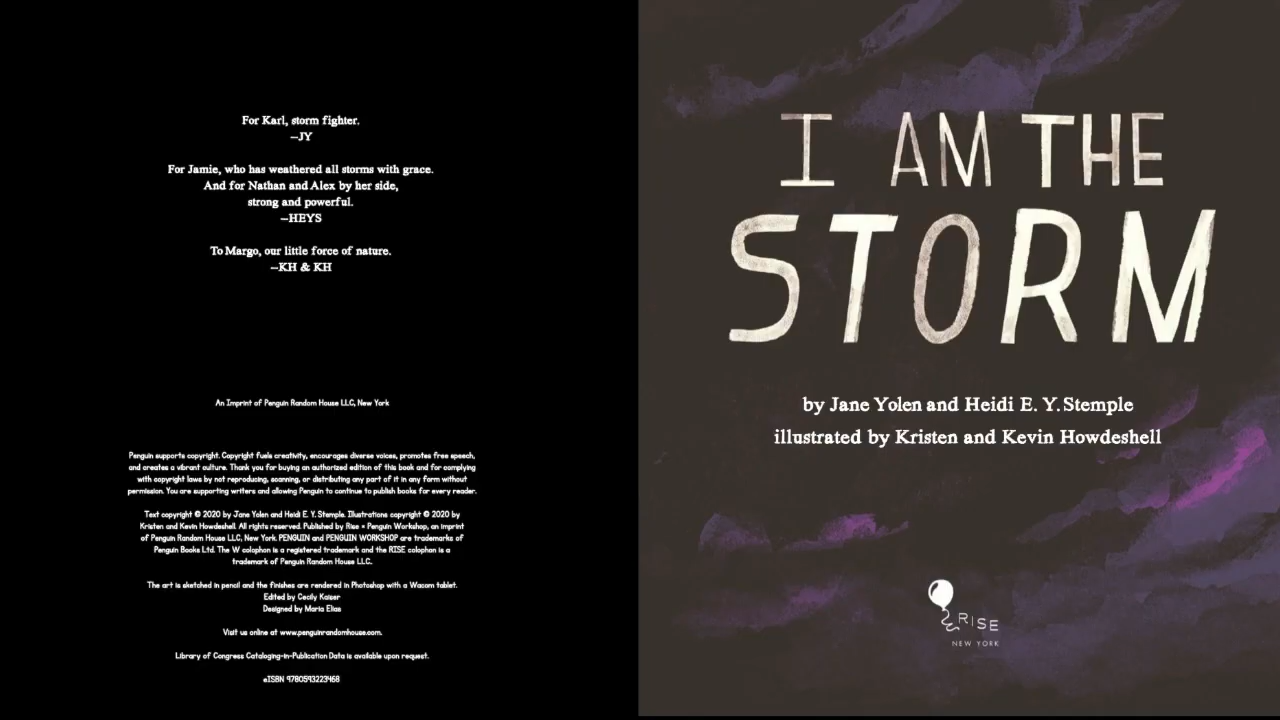 For Karl, storm fighter.
—JY
For Jamie, who has weathered all storms with grace.
And for Nathan and Alex by her side,
strong and powerful.
—HEYS
To Margo, our little force of nature.
—KH & KH
An Imprint of Penguin Random House LLC, New York
Penguin supports copyright. Copyright fuels creativity, encourages diverse voices, promotes free speech,
and creates a vibrant culture. Thank you for buying an authorized edition of this book and for complying
with copyright laws by not reproducing, scanning, or distributing any part of it in any form without
permission. You are supporting writers and allowing Penguin to continue to publish books for every reader.
Text copyright © 2020 by Jane Yolen and Heidi E. Y. Stemple. Illustrations copyright © 2020 by
Kristen and Kevin Howdeshell. All rights reserved. Published by Rise × Penguin Workshop, an imprint
of Penguin Random House LLC, New York. PENGUIN and PENGUIN WORKSHOP are trademarks of
Penguin Books Ltd. The W colophon is a registered trademark and the RISE colophon is a
trademark of Penguin Random House LLC.
The art is sketched in pencil and the finishes are rendered in Photoshop with a Wacom tablet.
Edited by Cecily Kaiser
Designed by Maria Elias
Visit us online at www.penguinrandomhouse.com.
Library of Congress Cataloging-in-Publication Data is available upon request.
eISBN 9780593223468
I AM THE
STORM
by Jane Yolen and Heidi E. Y. Stemple
illustrated by Kristen and Kevin Howdeshell
RISE
NEW YORK